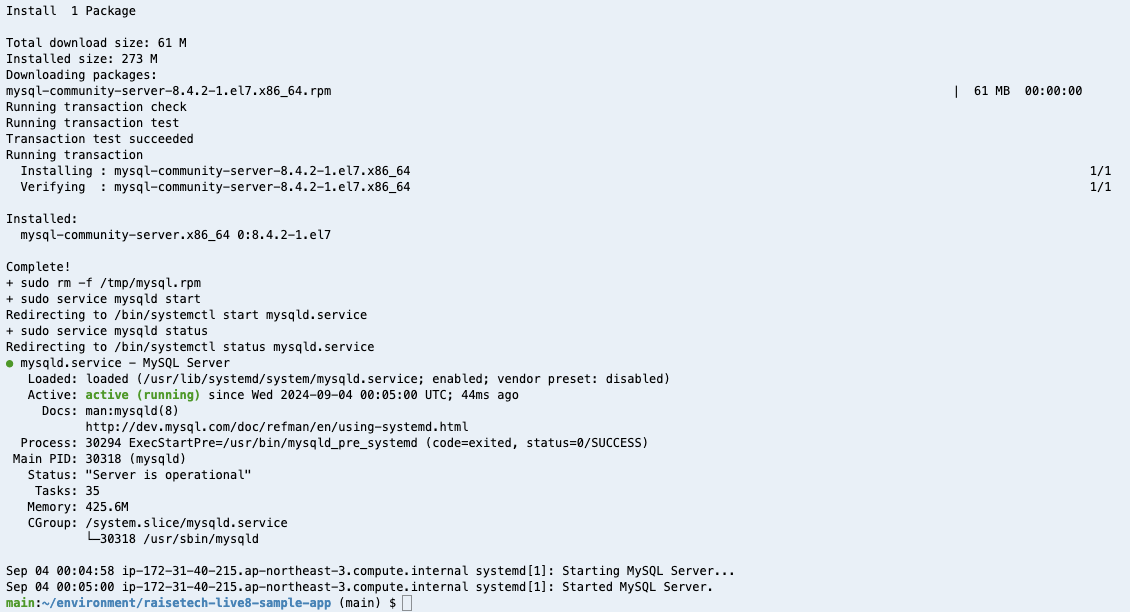 Install  1 Package

Total download size: 61 M
Installed size: 273 M
Downloading packages:
mysql-community-server-8.4.2-1.el7.x86_64.rpm                                                                                      |  61 MB  00:00:00
Running transaction check
Running transaction test
Transaction test succeeded
Running transaction
  Installing : mysql-community-server-8.4.2-1.el7.x86_64                                                                                              1/1
  Verifying  : mysql-community-server-8.4.2-1.el7.x86_64                                                                                              1/1

Installed:
  mysql-community-server.x86_64 0:8.4.2-1.el7

Complete!
+ sudo rm -f /tmp/mysql.rpm
+ sudo service mysqld start
Redirecting to /bin/systemctl start mysqld.service
+ sudo service mysqld status
Redirecting to /bin/systemctl status mysqld.service
● mysqld.service - MySQL Server
   Loaded: loaded (/usr/lib/systemd/system/mysqld.service; enabled; vendor preset: disabled)
   Active: active (running) since Wed 2024-09-04 00:05:00 UTC; 44ms ago
     Docs: man:mysqld(8)
           http://dev.mysql.com/doc/refman/en/using-systemd.html
  Process: 30294 ExecStartPre=/usr/bin/mysqld_pre_systemd (code=exited, status=0/SUCCESS)
 Main PID: 30318 (mysqld)
   Status: "Server is operational"
    Tasks: 35
   Memory: 425.6M
   CGroup: /system.slice/mysqld.service
           └─30318 /usr/sbin/mysqld

Sep 04 00:04:58 ip-172-31-40-215.ap-northeast-3.compute.internal systemd[1]: Starting MySQL Server...
Sep 04 00:05:00 ip-172-31-40-215.ap-northeast-3.compute.internal systemd[1]: Started MySQL Server.
main:~/environment/raisetech-live8-sample-app (main) $